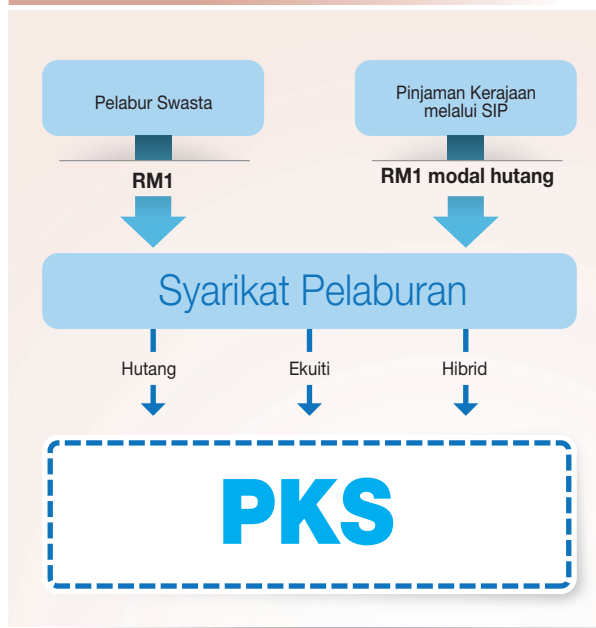 Pelabur Swasta
Pinjaman Kerajaan
melalui SIP
RM1
RM1 modal hutang
Syarikat Pelaburan
Hutang
Ekuiti
Hibrid
PKS